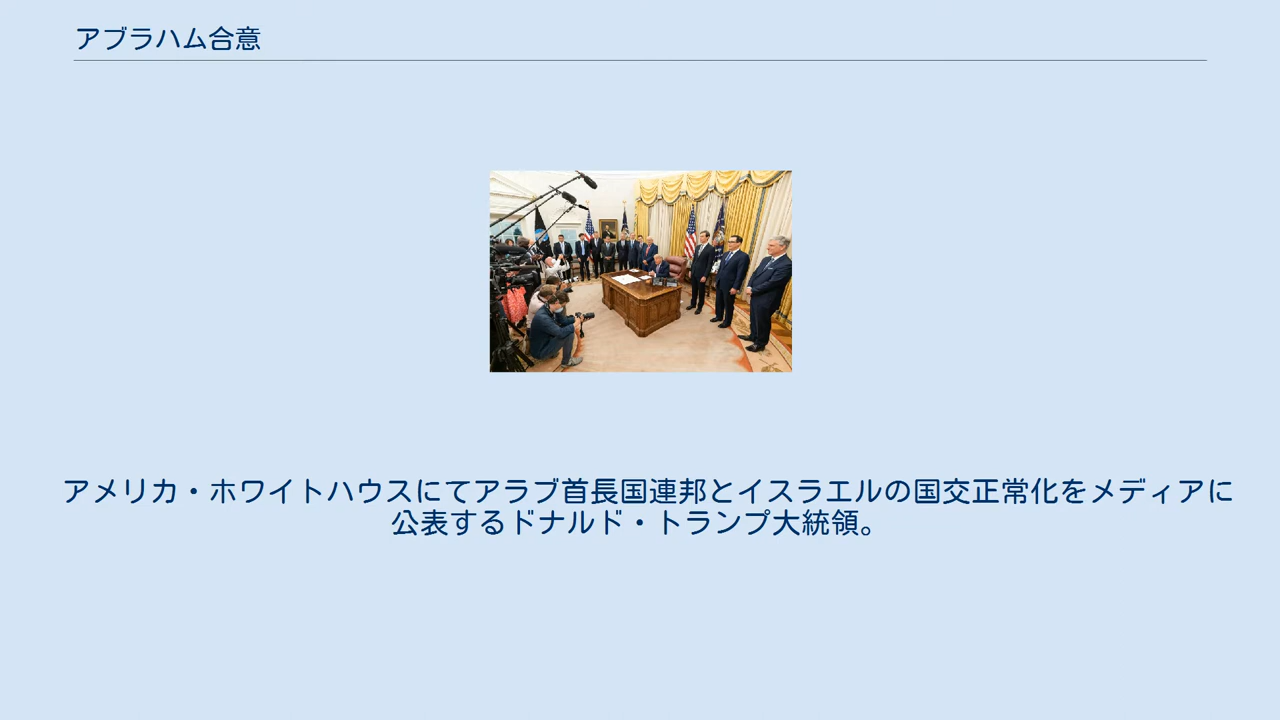 アブラハム合意
アメリカ・ホワイトハウスにてアラブ首長国連邦とイスラエルの国交正常化をメディアに
公表するドナルド・トランプ大統領。